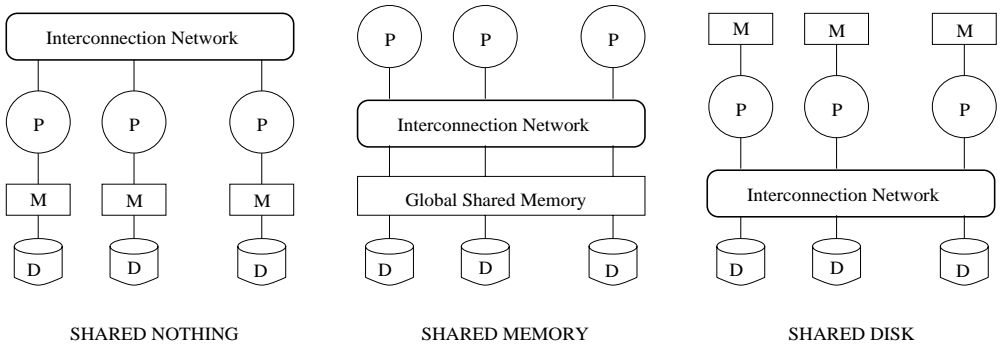 Interconnection Network
P P P
M M M
D D D
SHARED NOTHING
P P P
Interconnection Network
Global Shared Memory
D D D
SHARED MEMORY
M M M
P P P
Interconnection Network
D D D
SHARED DISK